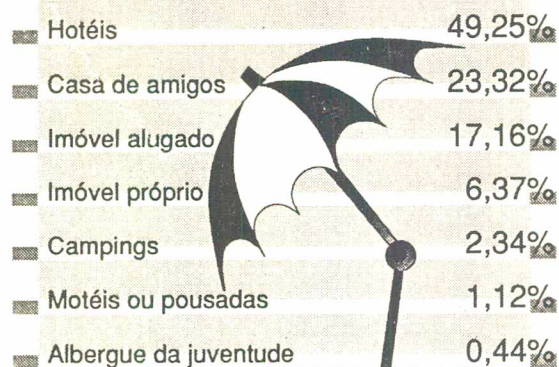 Hotéis 49,25%
Casa de amigos 23,32%
Imóvel alugado 17,16%
Imóvel próprio 6,37%
Campings 2,34%
Motéis ou pousadas 1,12%
Albergue da juventude 0,44%